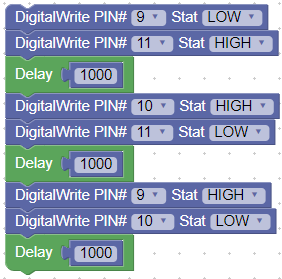 DigitalWrite PIN# 9 Stat LOW
DigitalWrite PIN# 11 Stat HIGH
Delay 1000
DigitalWrite PIN# 10 Stat HIGH
DigitalWrite PIN# 11 Stat LOW
Delay 1000
DigitalWrite PIN# 9 Stat HIGH
DigitalWrite PIN# 10 Stat LOW
Delay 1000